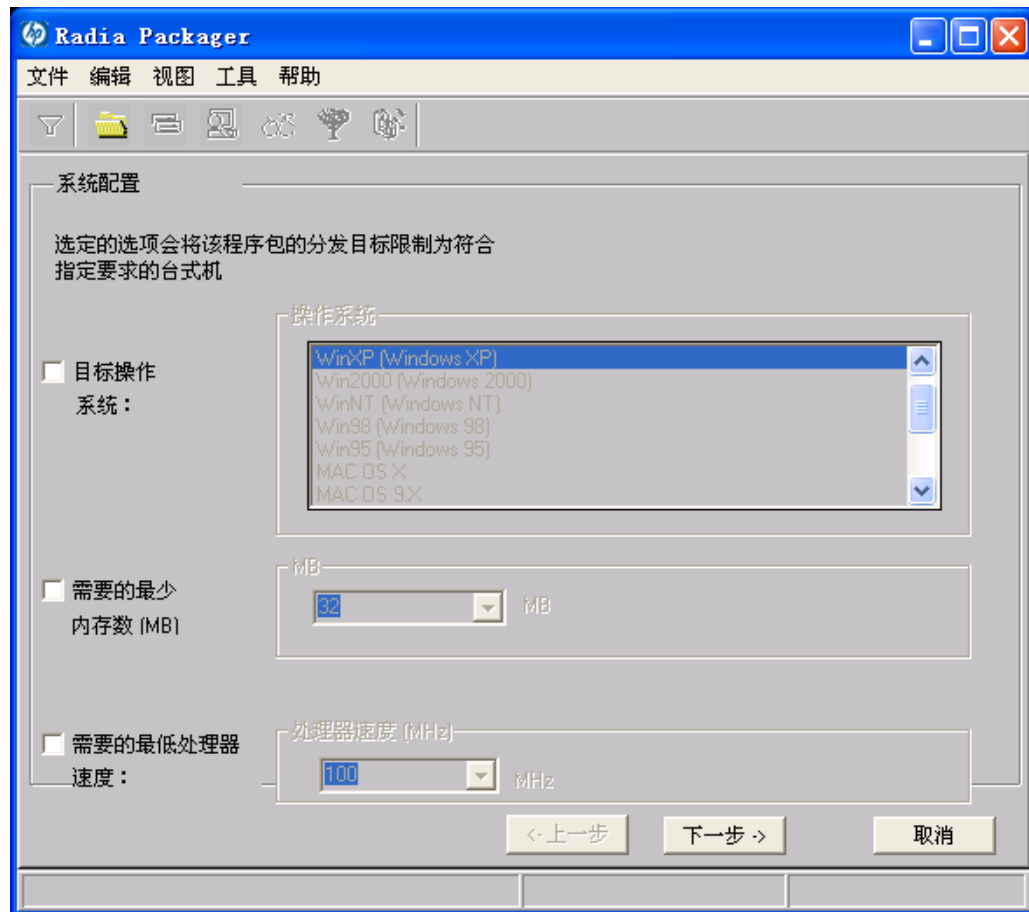 Radia Packager
文件 编辑 视图 工具 帮助
系统配置
选定的选项会将该程序包的分发目标限制为符合
指定要求的台式机
操作系统
目标操作
系统：
WinXP (Windows XP)
Win2000 (Windows 2000)
WinNT (Windows NT)
Win98 (Windows 98)
Win95 (Windows 95)
MAC OS X
MAC OS 9.X
需要的最少
内存数 (MB)
MB
32 MB
需要的最低处理器
速度：
处理器速度 (MHz)
100 MHz
<-上一步 下一步 -> 取消